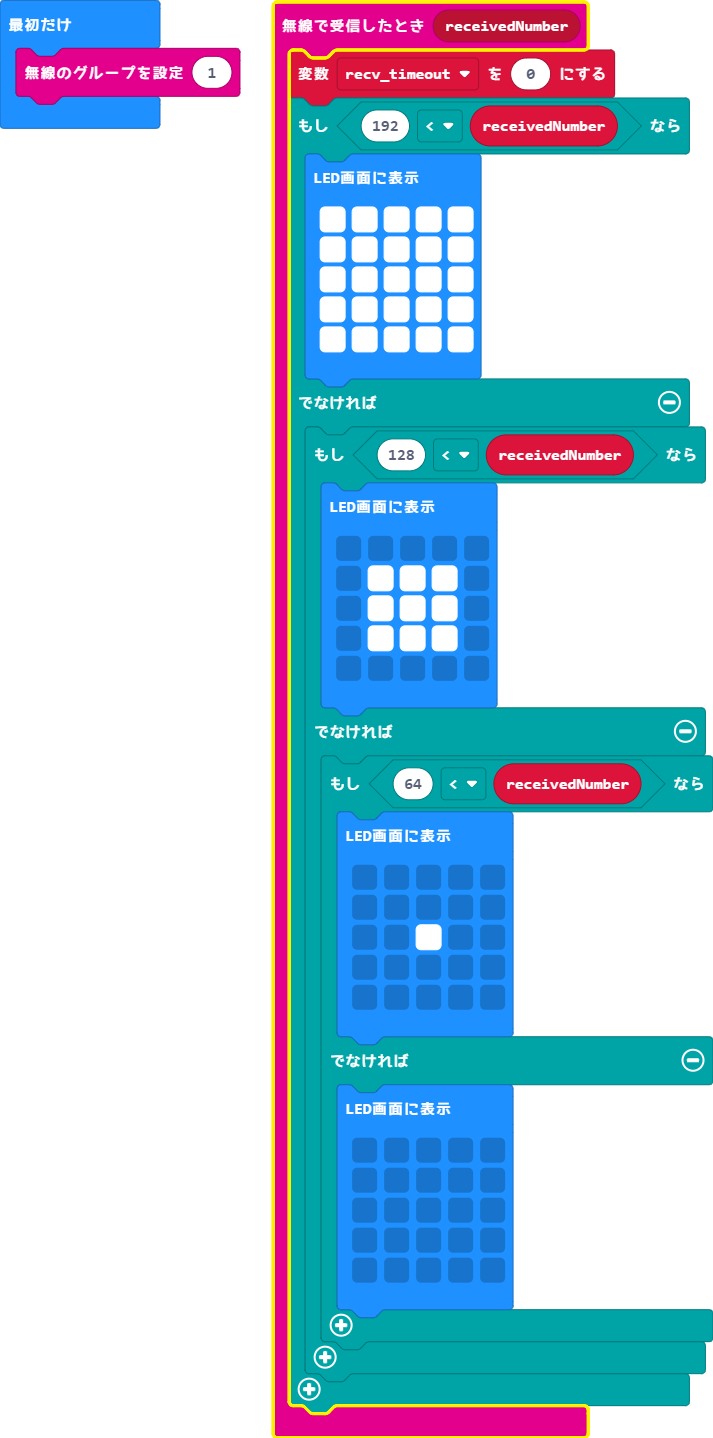 最初だけ
無線のグループを設定 1
無線で受信したとき receivedNumber
変数 recv_timeout を 0 にする
もし 192 < receivedNumber なら
LED画面に表示
でなければ
もし 128 < receivedNumber なら
LED画面に表示
でなければ
もし 64 < receivedNumber なら
LED画面に表示
でなければ
LED画面に表示